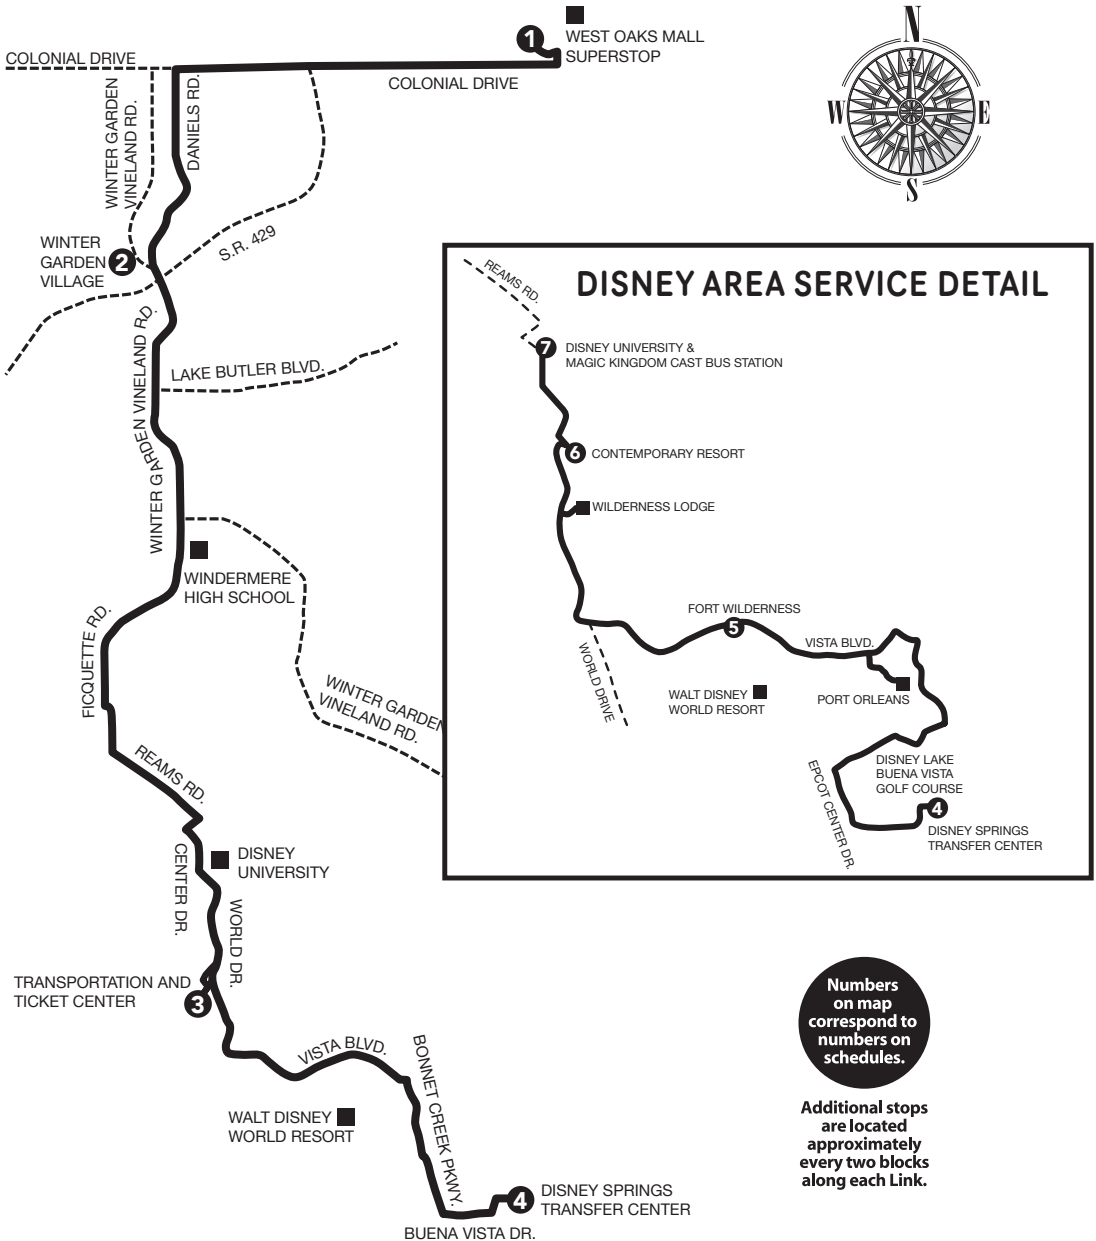 1
WEST OAKS MALL
SUPERSTOP
COLONIAL DRIVE
COLONIAL DRIVE
N
W
E
S
WINTER GARDEN
VINELAND RD.
DANIELS RD.
S.R. 429
WINTER
GARDEN
VILLAGE
2
WINTER GARDEN VINELAND RD.
LAKE BUTLER BLVD.
WINDERMERE
HIGH SCHOOL
FICQUETTE RD.
WINTER GARDEN
VINELAND RD.
REAMS RD.
DISNEY
UNIVERSITY
CENTER DR.
WORLD DR.
TRANSPORTATION AND
TICKET CENTER
3
VISTA BLVD.
BONNET CREEK PKWY.
WALT DISNEY
WORLD RESORT
4
DISNEY SPRINGS
TRANSFER CENTER
BUENA VISTA DR.
DISNEY AREA SERVICE DETAIL
REAMS RD.
7
DISNEY UNIVERSITY &
MAGIC KINGDOM CAST BUS STATION
6
CONTEMPORARY RESORT
WILDERNESS LODGE
FORT WILDERNESS
5
VISTA BLVD.
WORLD DRIVE
WALT DISNEY
WORLD RESORT
PORT ORLEANS
EPCOT CENTER DR.
DISNEY LAKE
BUENA VISTA
GOLF COURSE
4
DISNEY SPRINGS
TRANSFER CENTER
Numbers
on map
correspond to
numbers on
schedules.
Additional stops
are located
approximately
every two blocks
along each Link.